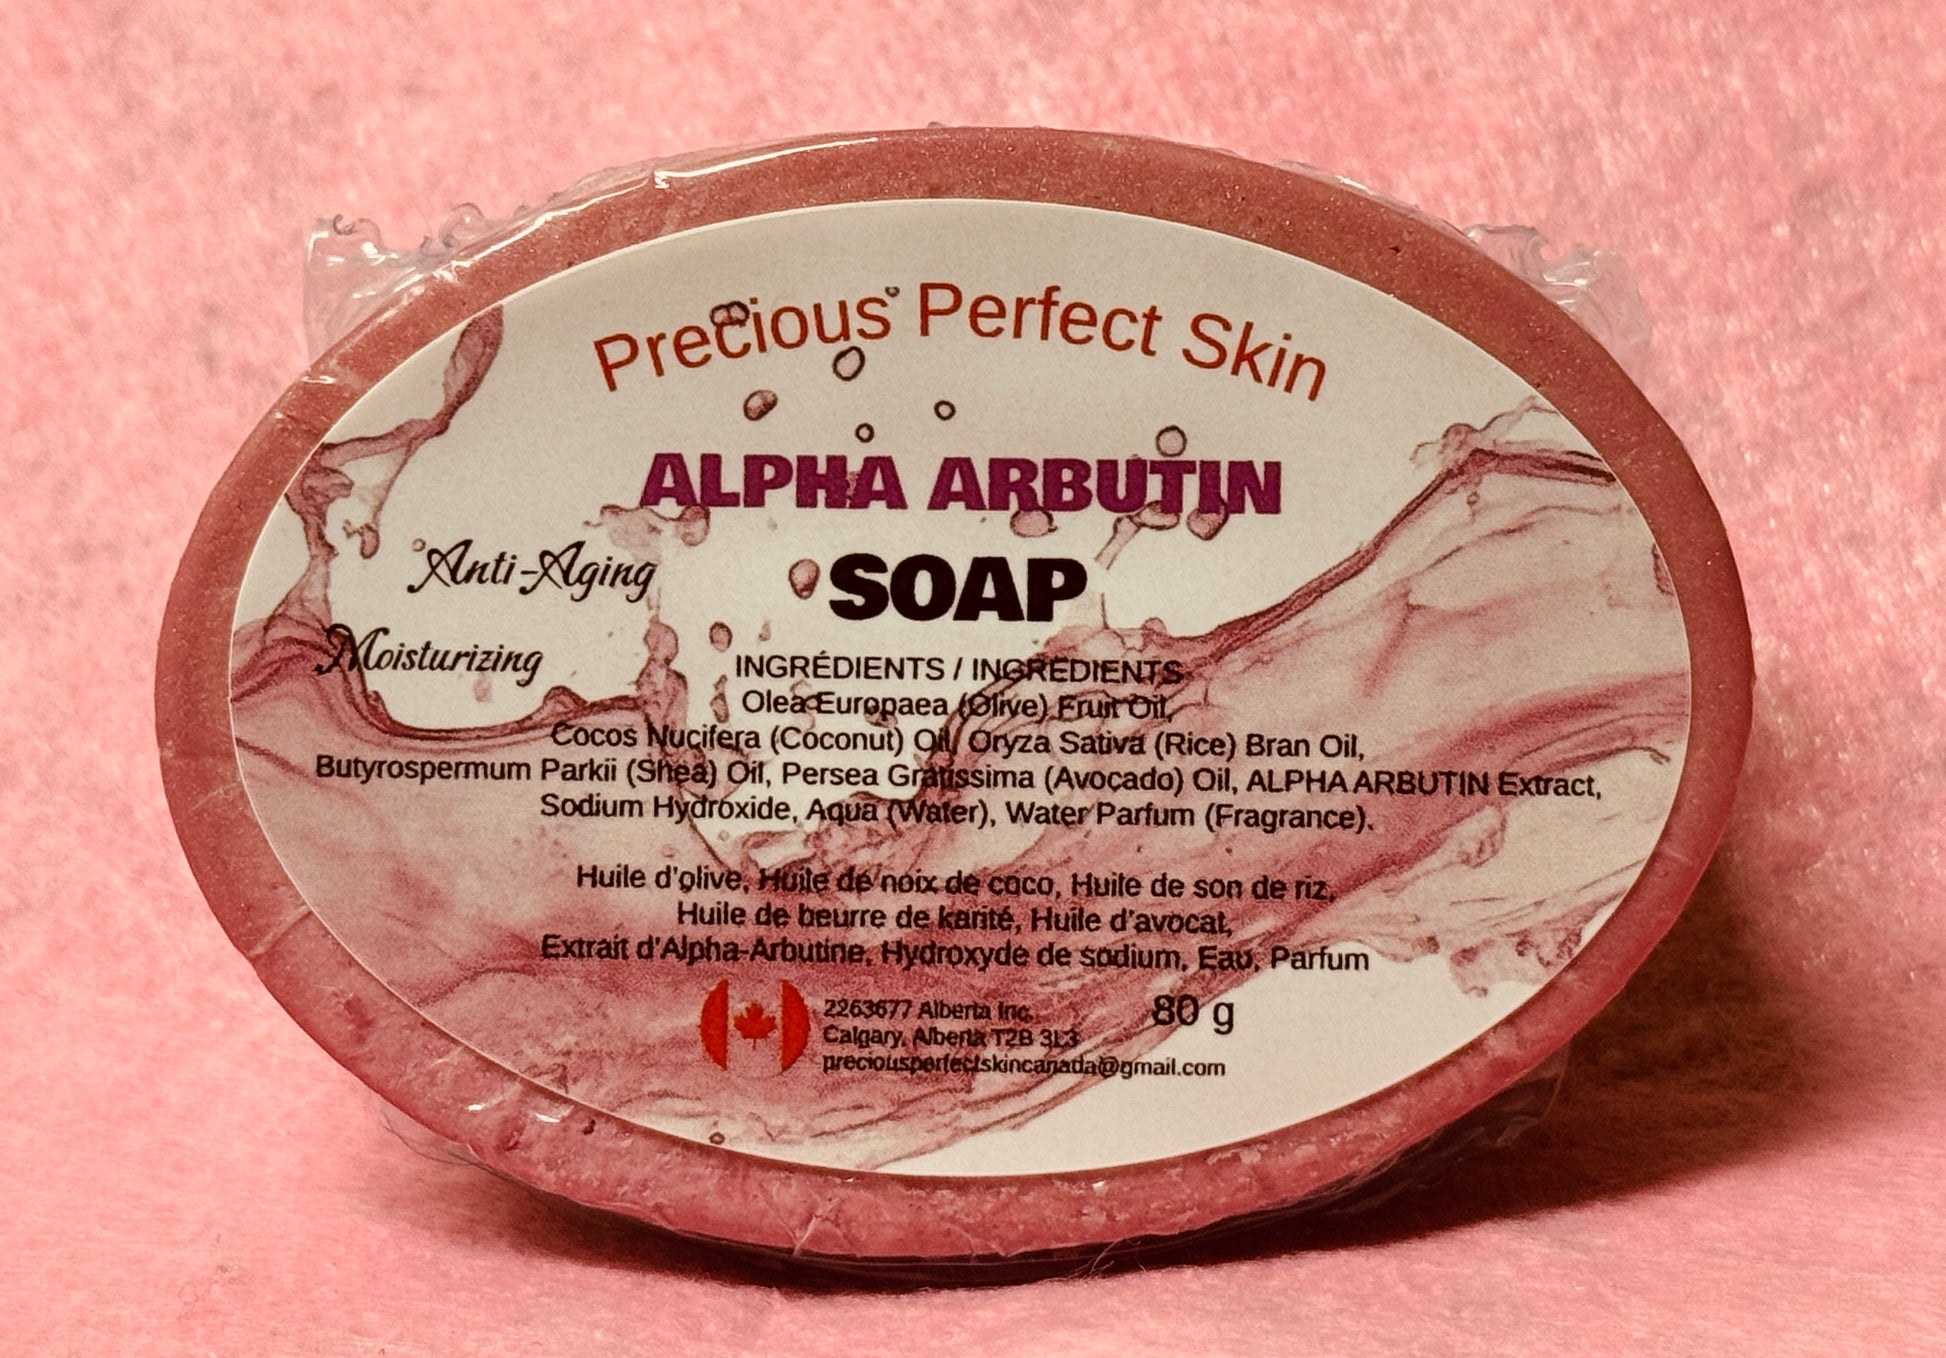 Precious Perfect Skin
ALPHA ARBUTIN
SOAP
Anti-Aging
Moisturizing
INGRÉDIENTS / INGREDIENTS
Olea Europaea (Olive) Fruit Oil,
Cocos Nucifera (Coconut) Oil, Oryza Sativa (Rice) Bran Oil,
Butyrospermum Parkii (Shea) Oil, Persea Gratissima (Avocado) Oil, ALPHA ARBUTIN Extract,
Sodium Hydroxide, Aqua (Water), Water Parfum (Fragrance).
Huile d'olive, Huile de noix de coco, Huile de son de riz,
Huile de beurre de karité, Huile d'avocat,
Extrait d'Alpha-Arbutine, Hydroxyde de sodium, Eau, Parfum
2263677 Alberta Inc.
Calgary, Alberta T2B 3L3
preciousperfectskincanada@gmail.com
80 g